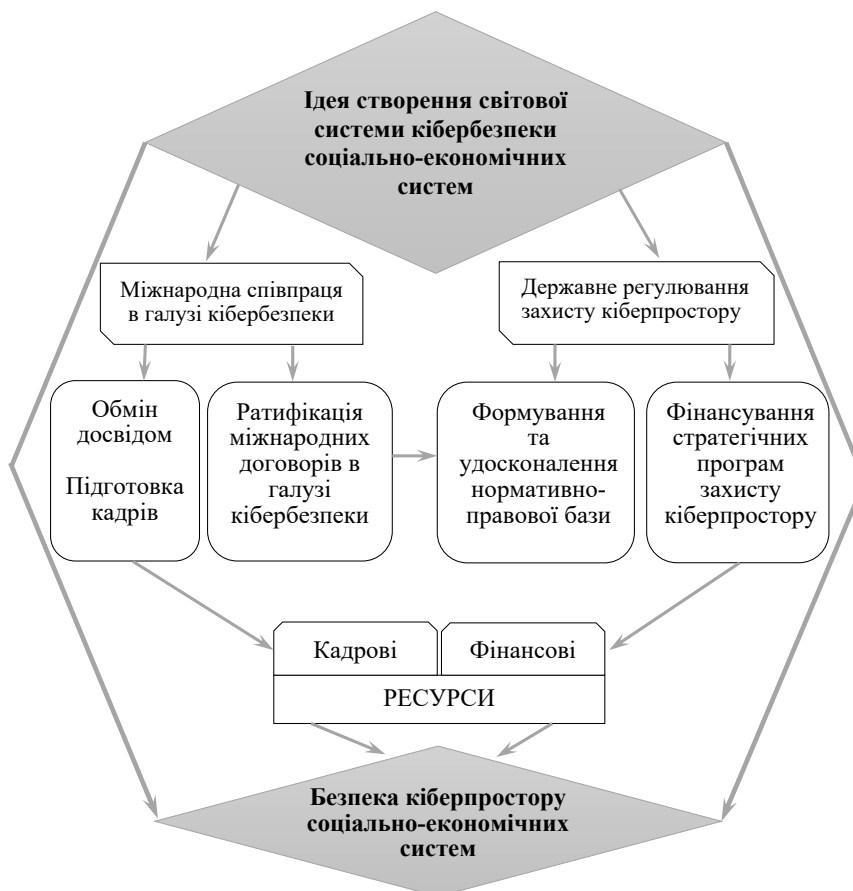 Ідея створення світової
системи кібербезпеки
соціально-економічних
систем
Міжнародна співпраця
в галузі кібербезпеки
Державне регулювання
захисту кіберпростору
Обмін
досвідом
Підготовка
кадрів
Ратифікація
міжнародних
договорів в
галузі
кібербезпеки
Формування
та
удосконалення
нормативно-
правової бази
Фінансування
стратегічних
програм
захисту
кіберпростору
Кадрові
Фінансові
РЕСУРСИ
Безпека кіберпростору
соціально-економічних
систем